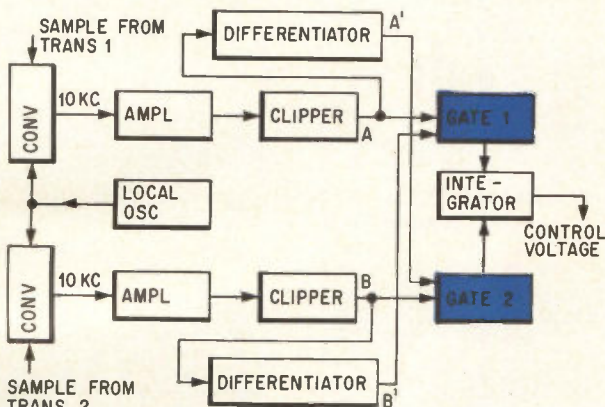 SAMPLE FROM
TRANS 1
DIFFERENTIATOR
A'
CONV
10 KC
AMPL
CLIPPER
A
GATE 1
LOCAL
OSC
INTE-
GRATOR
CONTROL
VOLTAGE
CONV
10 KC
AMPL
CLIPPER
B
GATE 2
DIFFERENTIATOR
B'
SAMPLE FROM
TRANS 2